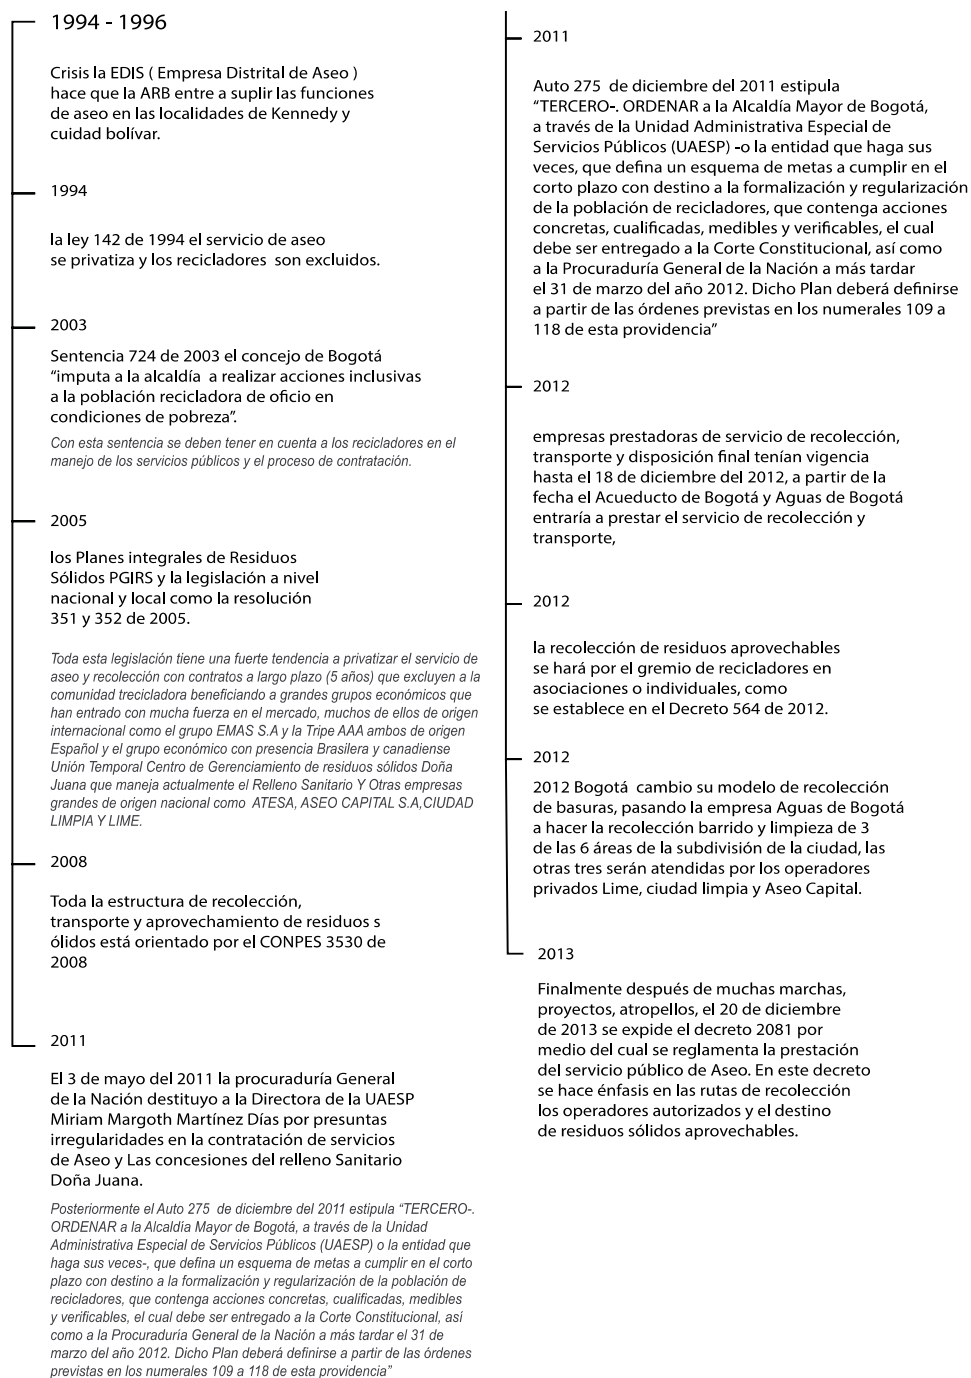 1994 - 1996
Crisis la EDIS ( Empresa Distrital de Aseo )
hace que la ARB entre a suplir las funciones
de aseo en las localidades de Kennedy y
cuidad bolívar.
1994
la ley 142 de 1994 el servicio de aseo
se privatiza y los recicladores  son excluidos.
2003
Sentencia 724 de 2003 el concejo de Bogotá
“imputa a la alcaldía  a realizar acciones inclusivas
a la población recicladora de oficio en
condiciones de pobreza”.
Con esta sentencia se deben tener en cuenta a los recicladores en el
manejo de los servicios públicos y el proceso de contratación.
2005
los Planes integrales de Residuos
Sólidos PGIRS y la legislación a nivel
nacional y local como la resolución
351 y 352 de 2005.
Toda esta legislación tiene una fuerte tendencia a privatizar el servicio de
aseo y recolección con contratos a largo plazo (5 años) que excluyen a la
comunidad trecicladora beneficiando a grandes grupos económicos que
han entrado con mucha fuerza en el mercado, muchos de ellos de origen
internacional como el grupo EMAS S.A y la Tripe AAA ambos de origen
Español y el grupo económico con presencia Brasilera y canadiense
Unión Temporal Centro de Gerenciamiento de residuos sólidos Doña
Juana que maneja actualmente el Relleno Sanitario Y Otras empresas
grandes de origen nacional como  ATESA, ASEO CAPITAL S.A,CIUDAD
LIMPIA Y LIME.
2008
Toda la estructura de recolección,
transporte y aprovechamiento de residuos s
ólidos está orientado por el CONPES 3530 de
2008
2011
El 3 de mayo del 2011 la procuraduría General
de la Nación destituyo a la Directora de la UAESP
Miriam Margoth Martínez Días por presuntas
irregularidades en la contratación de servicios
de Aseo y Las concesiones del relleno Sanitario
Doña Juana.
Posteriormente el Auto 275  de diciembre del 2011 estipula “TERCERO-.
ORDENAR a la Alcaldía Mayor de Bogotá, a través de la Unidad
Administrativa Especial de Servicios Públicos (UAESP) o la entidad que
haga sus veces-, que defina un esquema de metas a cumplir en el corto
plazo con destino a la formalización y regularización de la población de
recicladores, que contenga acciones concretas, cualificadas, medibles
y verificables, el cual debe ser entregado a la Corte Constitucional, así
como a la Procuraduría General de la Nación a más tardar el 31 de
marzo del año 2012. Dicho Plan deberá definirse a partir de las órdenes
previstas en los numerales 109 a 118 de esta providencia”
2011
Auto 275  de diciembre del 2011 estipula
“TERCERO-. ORDENAR a la Alcaldía Mayor de Bogotá,
a través de la Unidad Administrativa Especial de
Servicios Públicos (UAESP) -o la entidad que haga sus
veces, que defina un esquema de metas a cumplir en el
corto plazo con destino a la formalización y regularización
de la población de recicladores, que contenga acciones
concretas, cualificadas, medibles y verificables, el cual
debe ser entregado a la Corte Constitucional, así como
a la Procuraduría General de la Nación a más tardar
el 31 de marzo del año 2012. Dicho Plan deberá definirse
a partir de las órdenes previstas en los numerales 109 a
118 de esta providencia”
2012
empresas prestadoras de servicio de recolección,
transporte y disposición final tenían vigencia
hasta el 18 de diciembre del 2012, a partir de la
fecha el Acueducto de Bogotá y Aguas de Bogotá
entraría a prestar el servicio de recolección y
transporte,
2012
la recolección de residuos aprovechables
se hará por el gremio de recicladores en
asociaciones o individuales, como
se establece en el Decreto 564 de 2012.
2012
2012 Bogotá  cambio su modelo de recolección
de basuras, pasando la empresa Aguas de Bogotá
a hacer la recolección barrido y limpieza de 3
de las 6 áreas de la subdivisión de la ciudad, las
otras tres serán atendidas por los operadores
privados Lime, ciudad limpia y Aseo Capital.
2013
Finalmente después de muchas marchas,
proyectos, atropellos, el 20 de diciembre
de 2013 se expide el decreto 2081 por
medio del cual se reglamenta la prestación
del servicio público de Aseo. En este decreto
se hace énfasis en las rutas de recolección
los operadores autorizados y el destino
de residuos sólidos aprovechables.